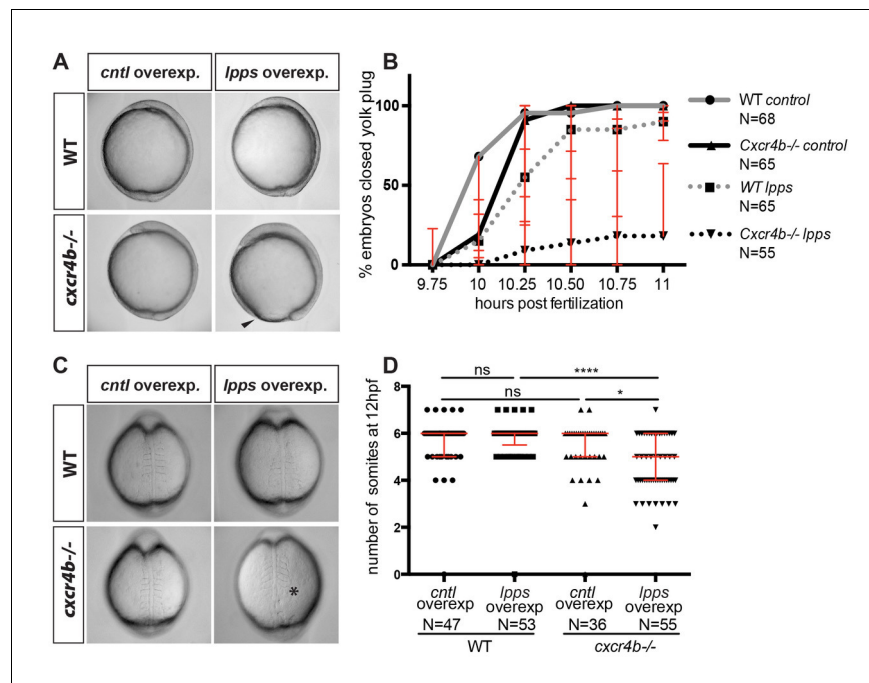 A
cntl overexp.
lpps overexp.
WT
cxcr4b-/-
B
% embryos closed yolk plug
100
50
0
9.75 10 10.25 10.50 10.75 11
hours post fertilization
WT control
N=68
Cxcr4b-/- control
N=65
WT lpps
N=65
Cxcr4b-/- lpps
N=55
C
cntl overexp.
lpps overexp.
WT
cxcr4b-/-
*
D
ns
****
ns
*
number of somites at 12hpf
8
6
4
2
0
cntl lpps cntl lpps
overexp overexp overexp overexp
N=47 N=53 N=36 N=55
WT cxcr4b-/-